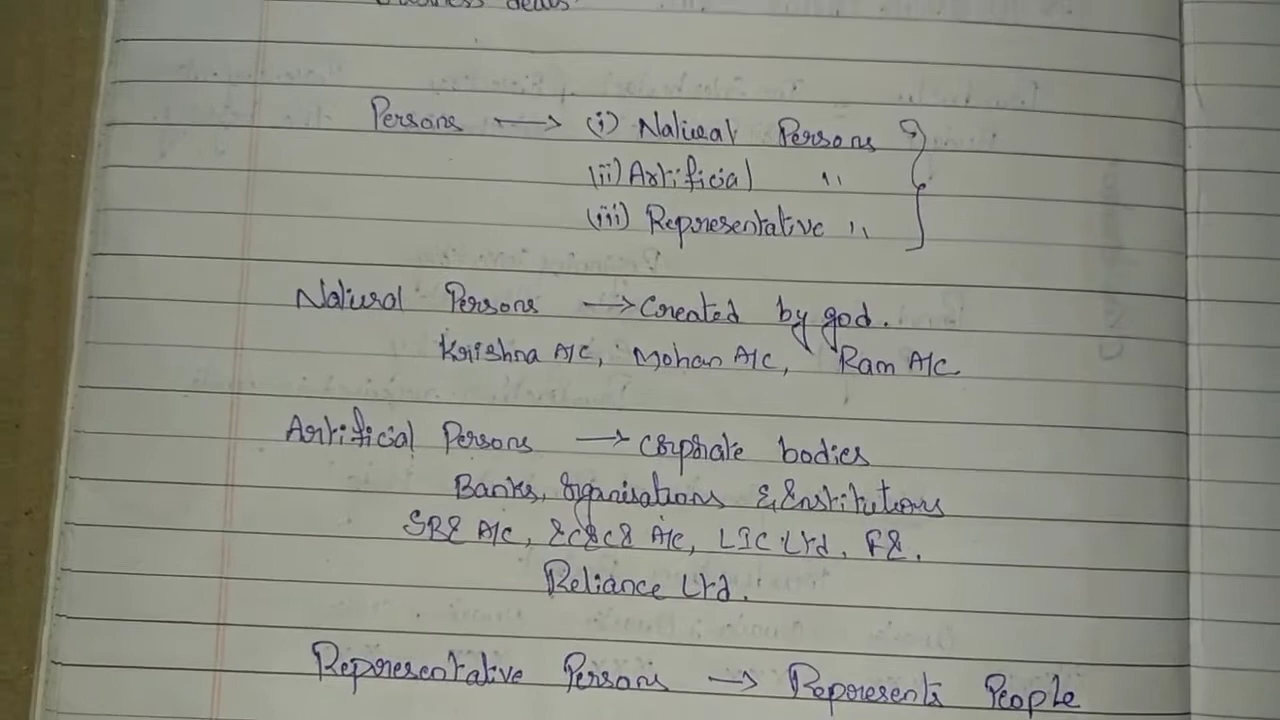 Persons → (i) Natural Persons
(ii) Artificial ,,
(iii) Representative ,,
Natural Persons → Created by god.
Krishna A/C, Mohan A/C, Ram A/C
Artificial Persons → Corporate bodies
Banks, Organisations & Institutions
SBI A/C, ICICI A/C, LIC Ltd.
Reliance Ltd.
Representative Persons → Represents People